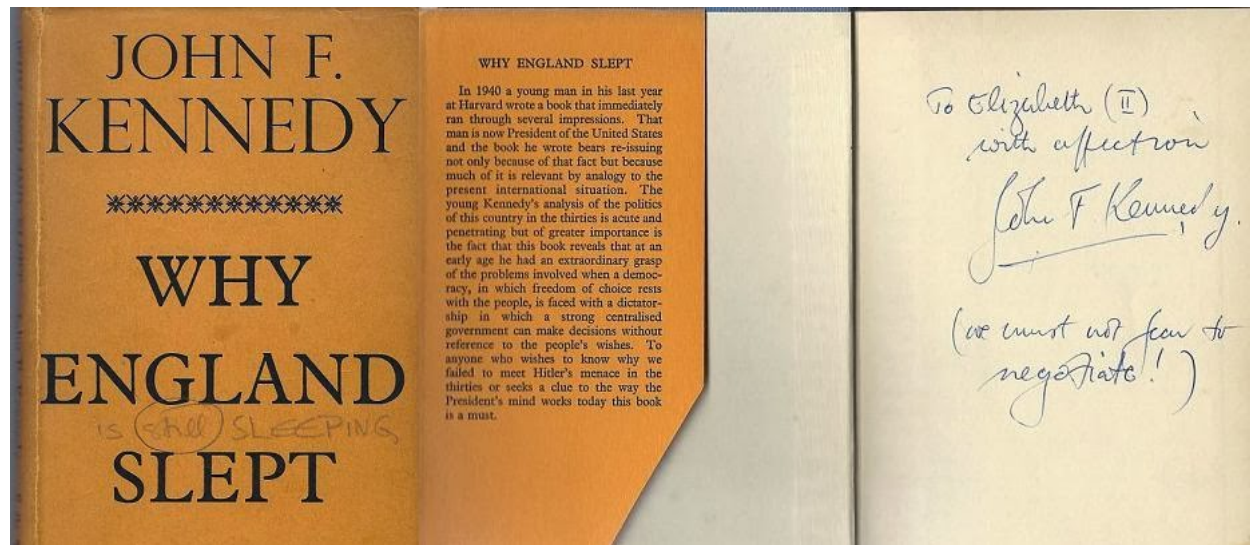 JOHN F.
KENNEDY
WHY
ENGLAND
is still SLEEPING
SLEPT
WHY ENGLAND SLEPT
In 1940 a young man in his last year
at Harvard wrote a book that immediately
ran through several impressions. That
man is now President of the United States
and the book he wrote bears re-issuing
not only because of that fact but because
much of it is relevant by analogy to the
present international situation. The
young Kennedy's analysis of the politics
of this country in the thirties is acute and
penetrating but of greater importance is
the fact that this book reveals that at an
early age he had an extraordinary grasp
of the problems involved when a democ-
racy, in which freedom of choice rests
with the people, is faced with a dictator-
ship in which a strong centralised
government can make decisions without
reference to the people's wishes. To
anyone who wishes to know why we
failed to meet Hitler's menace in the
thirties or seeks a clue to the way the
President's mind works today this book
is a must.
To Elizabeth (II)
with affection
John F Kennedy.
(we must not fear to
negotiate!)